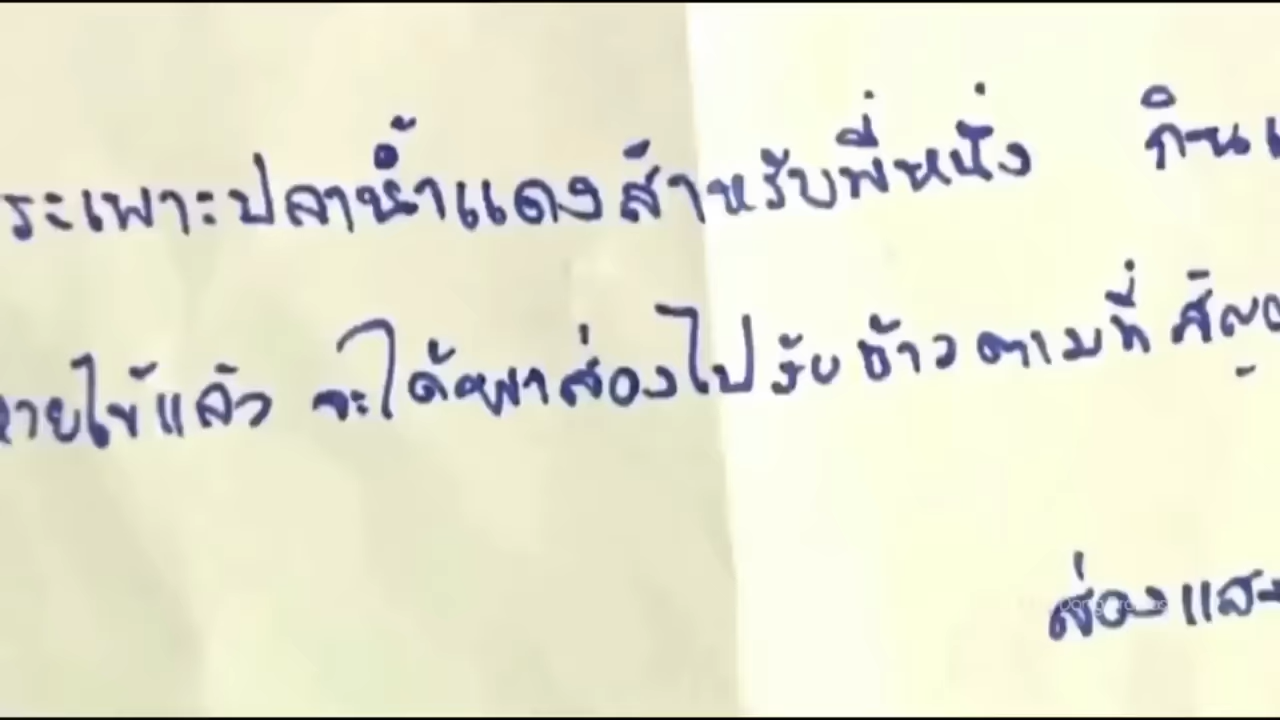 ระเพาะปลาน้ำแดงสำหรับพี่หนึ่ง กินแ
หายไข้แล้ว จะได้พาส่องไปงับข้าวตามที่สัญ
ส่องแส